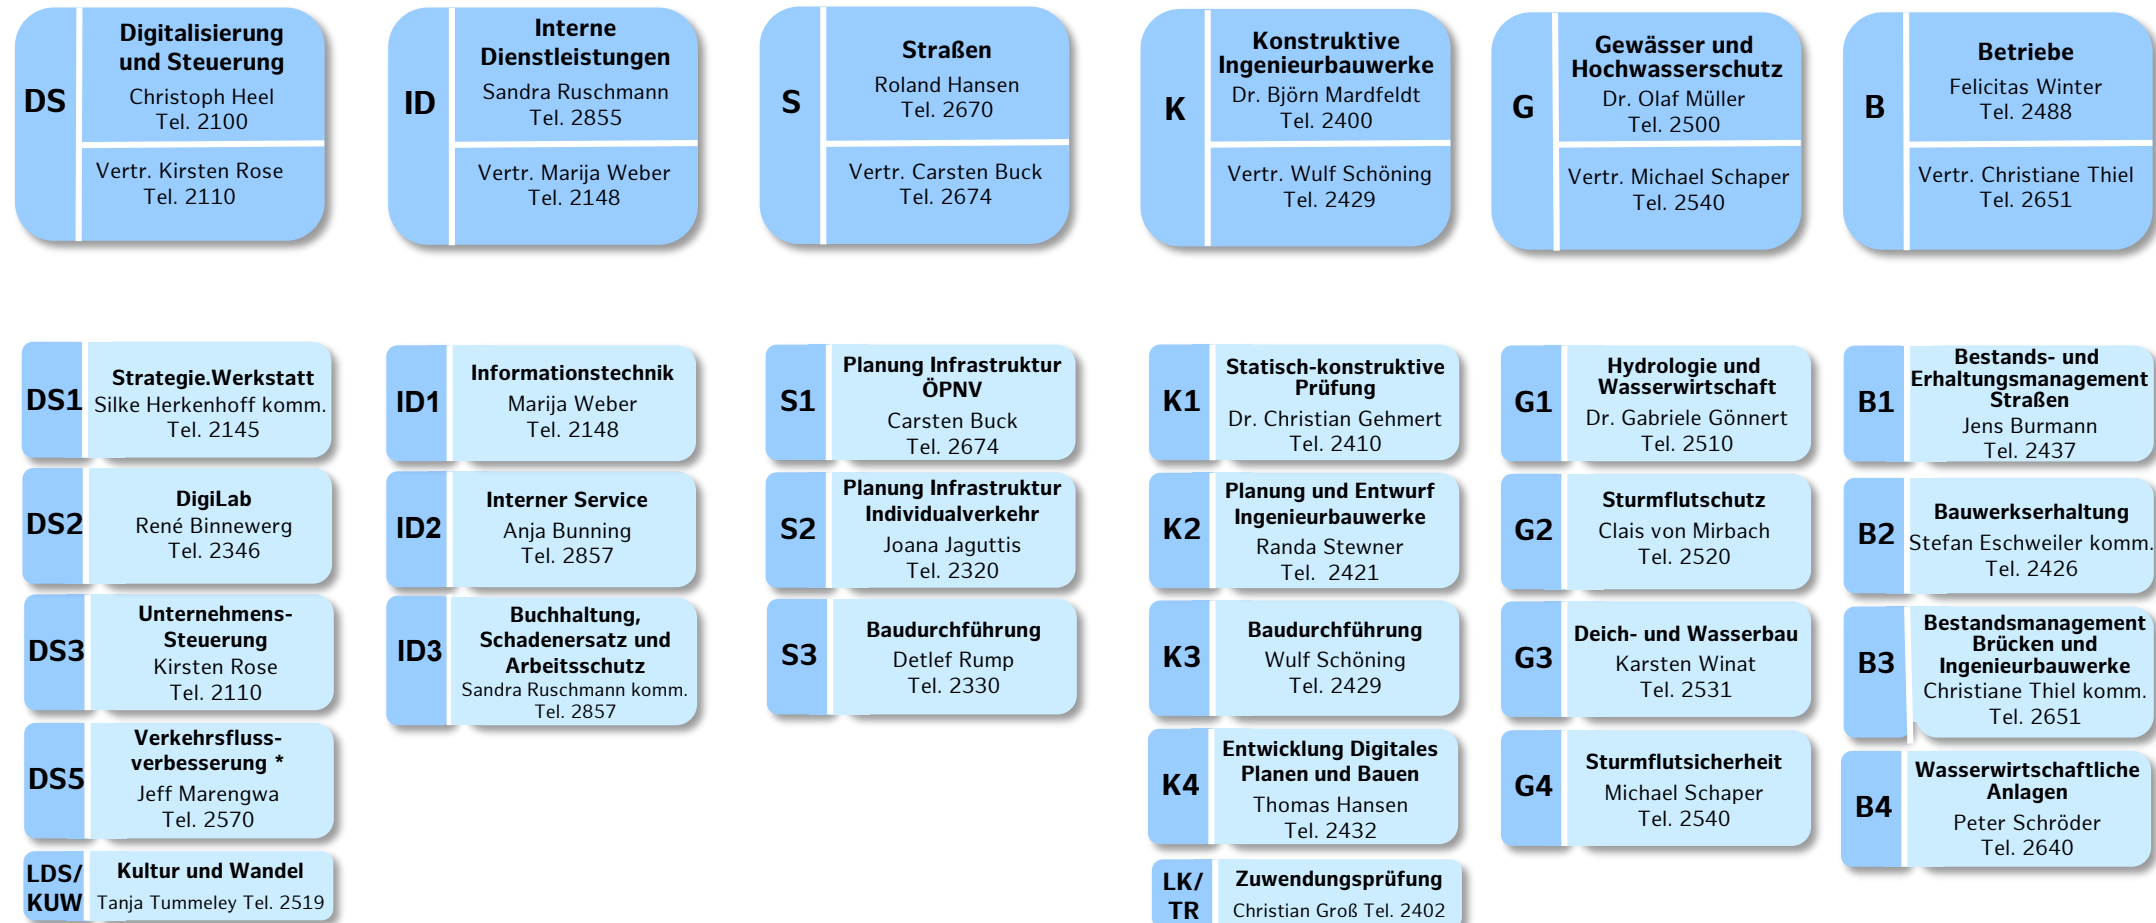 DS
Digitalisierung
und Steuerung
Christoph Heel
Tel. 2100
Vertr. Kirsten Rose
Tel. 2110
ID
Interne
Dienstleistungen
Sandra Ruschmann
Tel. 2855
Vertr. Marija Weber
Tel. 2148
S
Straßen
Roland Hansen
Tel. 2670
Vertr. Carsten Buck
Tel. 2674
K
Konstruktive
Ingenieurbauwerke
Dr. Björn Mardfeldt
Tel. 2400
Vertr. Wulf Schöning
Tel. 2429
G
Gewässer und
Hochwasserschutz
Dr. Olaf Müller
Tel. 2500
Vertr. Michael Schaper
Tel. 2540
B
Betriebe
Felicitas Winter
Tel. 2488
Vertr. Christiane Thiel
Tel. 2651
DS1
Strategie.Werkstatt
Silke Herkenhoff komm.
Tel. 2145
DS2
DigiLab
René Binnewerg
Tel. 2346
DS3
Unternehmens-
Steuerung
Kirsten Rose
Tel. 2110
DS5
Verkehrsfluss-
verbesserung *
Jeff Marengwa
Tel. 2570
LDS/
KUW
Kultur und Wandel
Tanja Tummeley Tel. 2519
ID1
Informationstechnik
Marija Weber
Tel. 2148
ID2
Interner Service
Anja Bunning
Tel. 2857
ID3
Buchhaltung,
Schadenersatz und
Arbeitsschutz
Sandra Ruschmann komm.
Tel. 2857
S1
Planung Infrastruktur
ÖPNV
Carsten Buck
Tel. 2674
S2
Planung Infrastruktur
Individualverkehr
Joana Jaguttis
Tel. 2320
S3
Baudurchführung
Detlef Rump
Tel. 2330
K1
Statisch-konstruktive
Prüfung
Dr. Christian Gehmert
Tel. 2410
K2
Planung und Entwurf
Ingenieurbauwerke
Randa Stewner
Tel. 2421
K3
Baudurchführung
Wulf Schöning
Tel. 2429
K4
Entwicklung Digitales
Planen und Bauen
Thomas Hansen
Tel. 2432
LK/
TR
Zuwendungsprüfung
Christian Groß Tel. 2402
G1
Hydrologie und
Wasserwirtschaft
Dr. Gabriele Gönnert
Tel. 2510
G2
Sturmflutschutz
Clais von Mirbach
Tel. 2520
G3
Deich- und Wasserbau
Karsten Winat
Tel. 2531
G4
Sturmflutsicherheit
Michael Schaper
Tel. 2540
B1
Bestands- und
Erhaltungsmanagement
Straßen
Jens Burmann
Tel. 2437
B2
Bauwerkserhaltung
Stefan Eschweiler komm.
Tel. 2426
B3
Bestandsmanagement
Brücken und
Ingenieurbauwerke
Christiane Thiel komm.
Tel. 2651
B4
Wasserwirtschaftliche
Anlagen
Peter Schröder
Tel. 2640